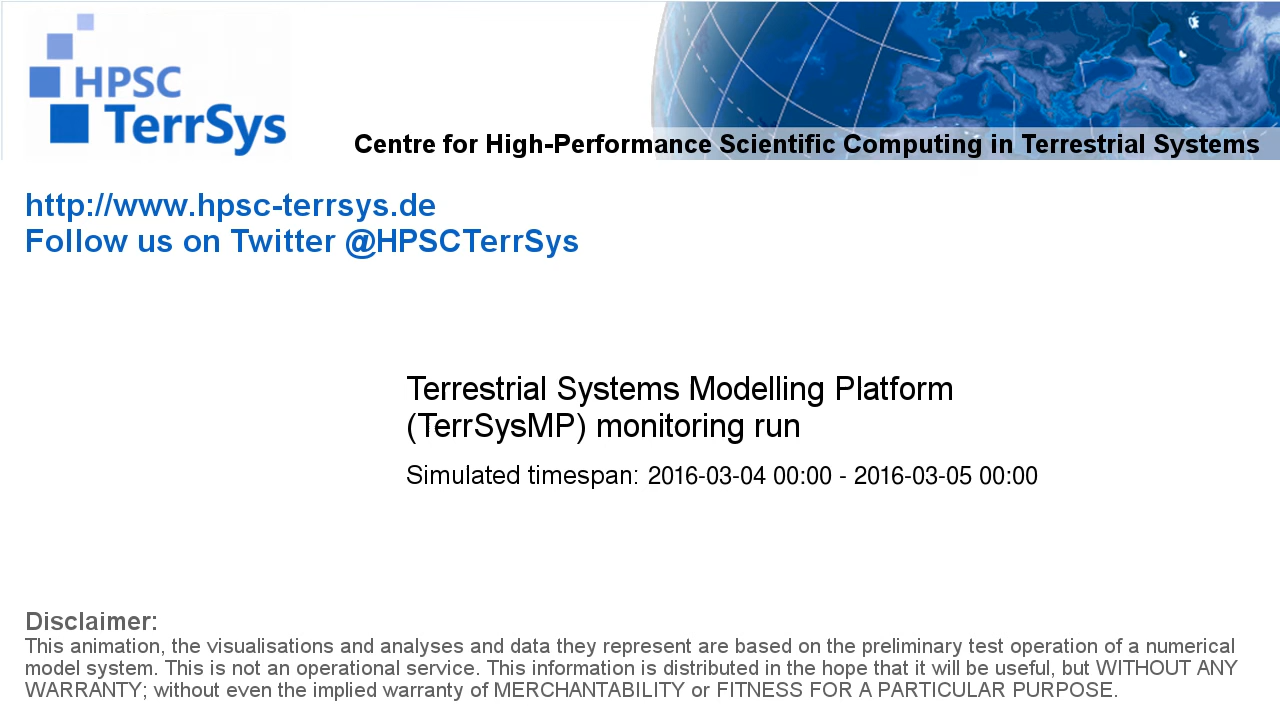 HPSC
TerrSys
Centre for High-Performance Scientific Computing in Terrestrial Systems
http://www.hpsc-terrsys.de
Follow us on Twitter @HPSCTerrSys
Terrestrial Systems Modelling Platform
(TerrSysMP) monitoring run
Simulated timespan: 2016-03-04 00:00 - 2016-03-05 00:00
Disclaimer:
This animation, the visualisations and analyses and data they represent are based on the preliminary test operation of a numerical
model system. This is not an operational service. This information is distributed in the hope that it will be useful, but WITHOUT ANY
WARRANTY; without even the implied warranty of MERCHANTABILITY or FITNESS FOR A PARTICULAR PURPOSE.